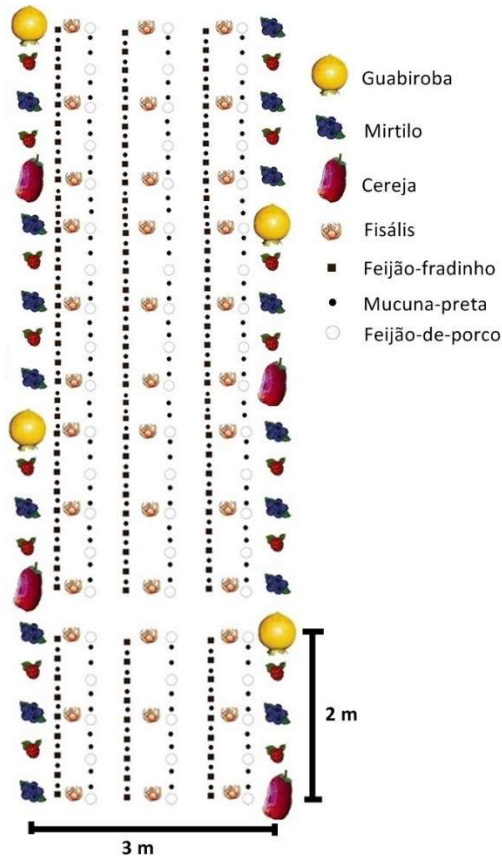 Guabiroba
Mirtilo
Cereja
Fisális
Feijão-fradinho
Mucuna-preta
Feijão-de-porco
2 m
3 m